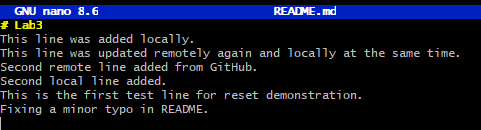 GNU nano 8.6 README.md
# Lab3
This line was added locally.
This line was updated remotely again and locally at the same time.
Second remote line added from GitHub.
Second local line added.
This is the first test line for reset demonstration.
Fixing a minor typo in README.